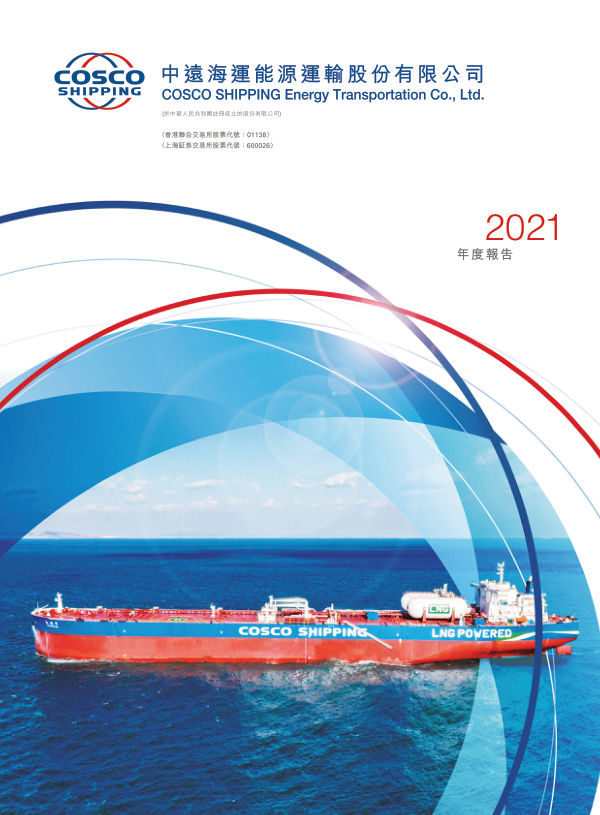 COSCO
SHIPPING
中遠海運能源運輸股份有限公司
COSCO SHIPPING Energy Transportation Co., Ltd.
(於中華人民共和國註冊成立的股份有限公司)
(香港聯合交易所股票代號：01138)
(上海証券交易所股票代號：600026)
2021
年度報告
LNG
COSCO SHIPPING
LNG POWERED